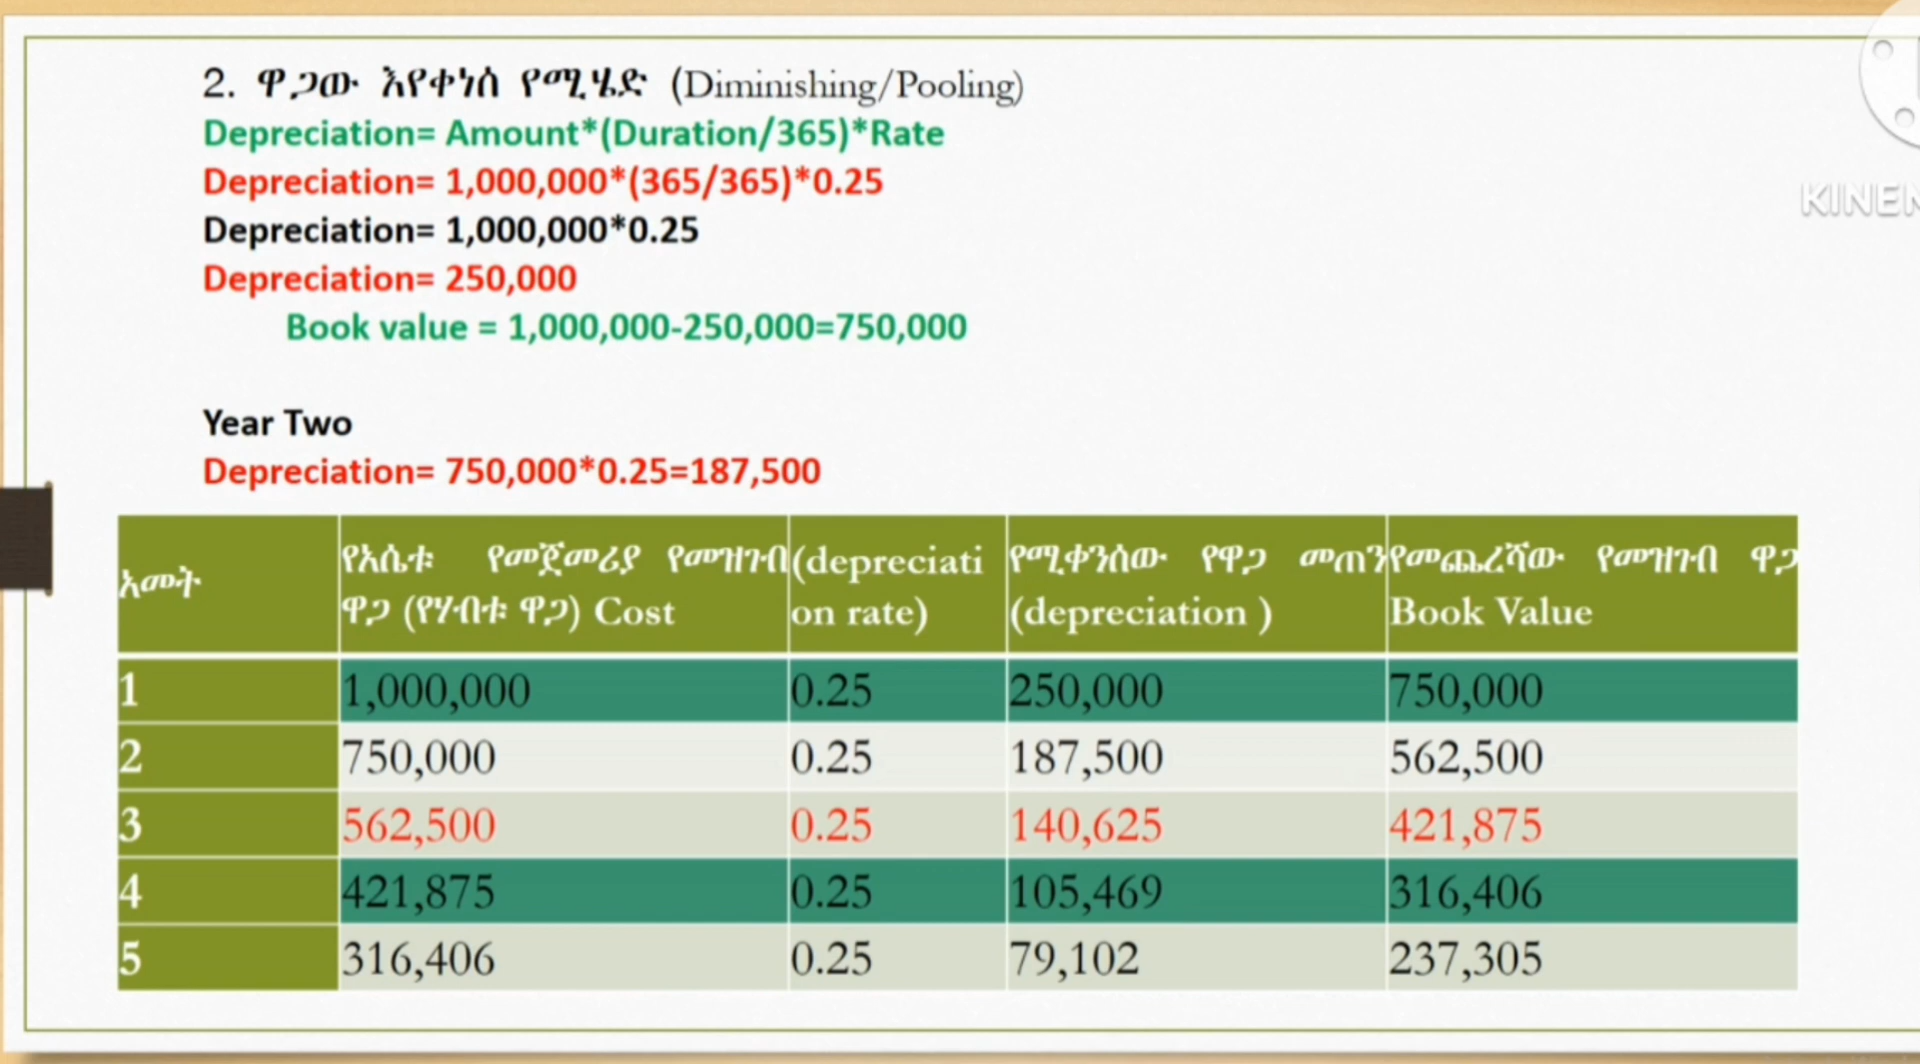 2. ዋጋው እየቀነሰ የሚሄድ (Diminishing/Pooling)
Depreciation= Amount*(Duration/365)*Rate
Depreciation= 1,000,000*(365/365)*0.25
Depreciation= 1,000,000*0.25
Depreciation= 250,000
Book value = 1,000,000-250,000=750,000
KINEM
Year Two
Depreciation= 750,000*0.25=187,500
አመት
የአሴቱ የመጀመሪያ የመዝገብ
ዋጋ (የሃብቱ ዋጋ) Cost
(depreciati
on rate)
የሚቀንሰው የዋጋ መጠን
(depreciation )
የመጨረሻው የመዝገብ ዋጋ
Book Value
1 1,000,000 0.25 250,000 750,000
2 750,000 0.25 187,500 562,500
3 562,500 0.25 140,625 421,875
4 421,875 0.25 105,469 316,406
5 316,406 0.25 79,102 237,305